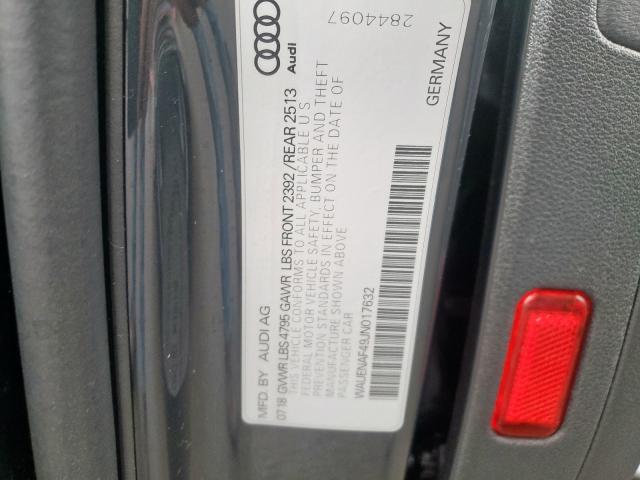 MFD. BY AUDI AG
07.18 GVWR LBS 4795 GAWR LBS FRONT 2392 /REAR 2513
THIS VEHICLE CONFORMS TO ALL APPLICABLE U.S.
FEDERAL MOTOR VEHICLE SAFETY, BUMPER AND THEFT
PREVENTION STANDARDS IN EFFECT ON THE DATE OF
MANUFACTURE SHOWN ABOVE
PASSENGER CAR
WAUENAF49JN017632
Audi
GERMANY
2844097